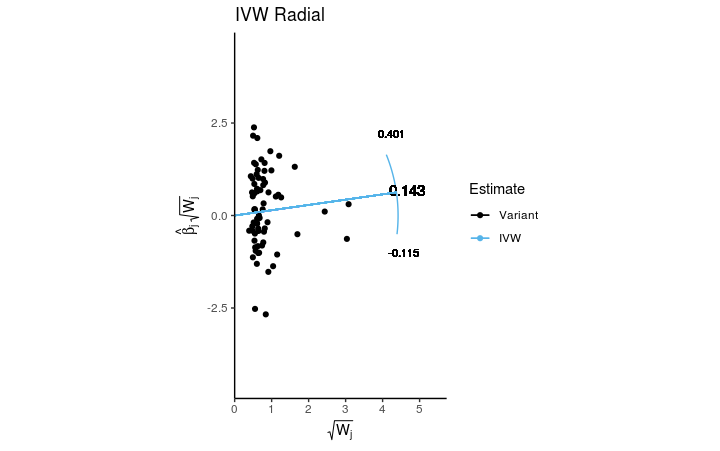 IVW Radial
β̂j√Wj
2.5
0.0
-2.5
0.401
0.143
-0.115
0 1 2 3 4 5
√Wj
Estimate
Variant
IVW